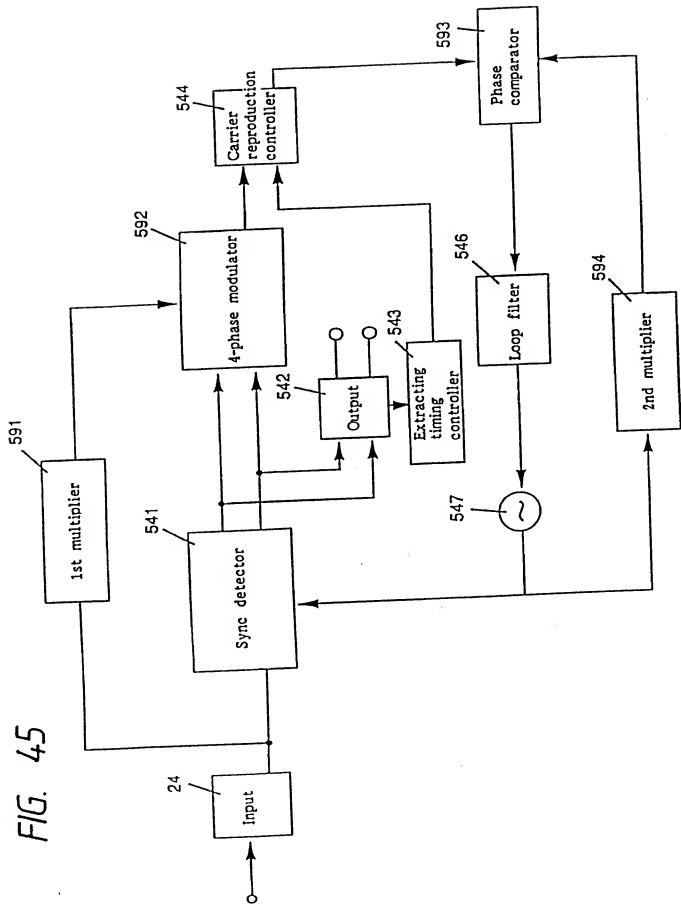 FIG. 45
591
1st multiplier
24
Input
541
Sync detector
592
4-phase modulator
544
Carrier
reproduction
controller
542
Output
543
Extracting
timing
controller
593
Phase
comparator
546
Loop filter
547
594
2nd multiplier